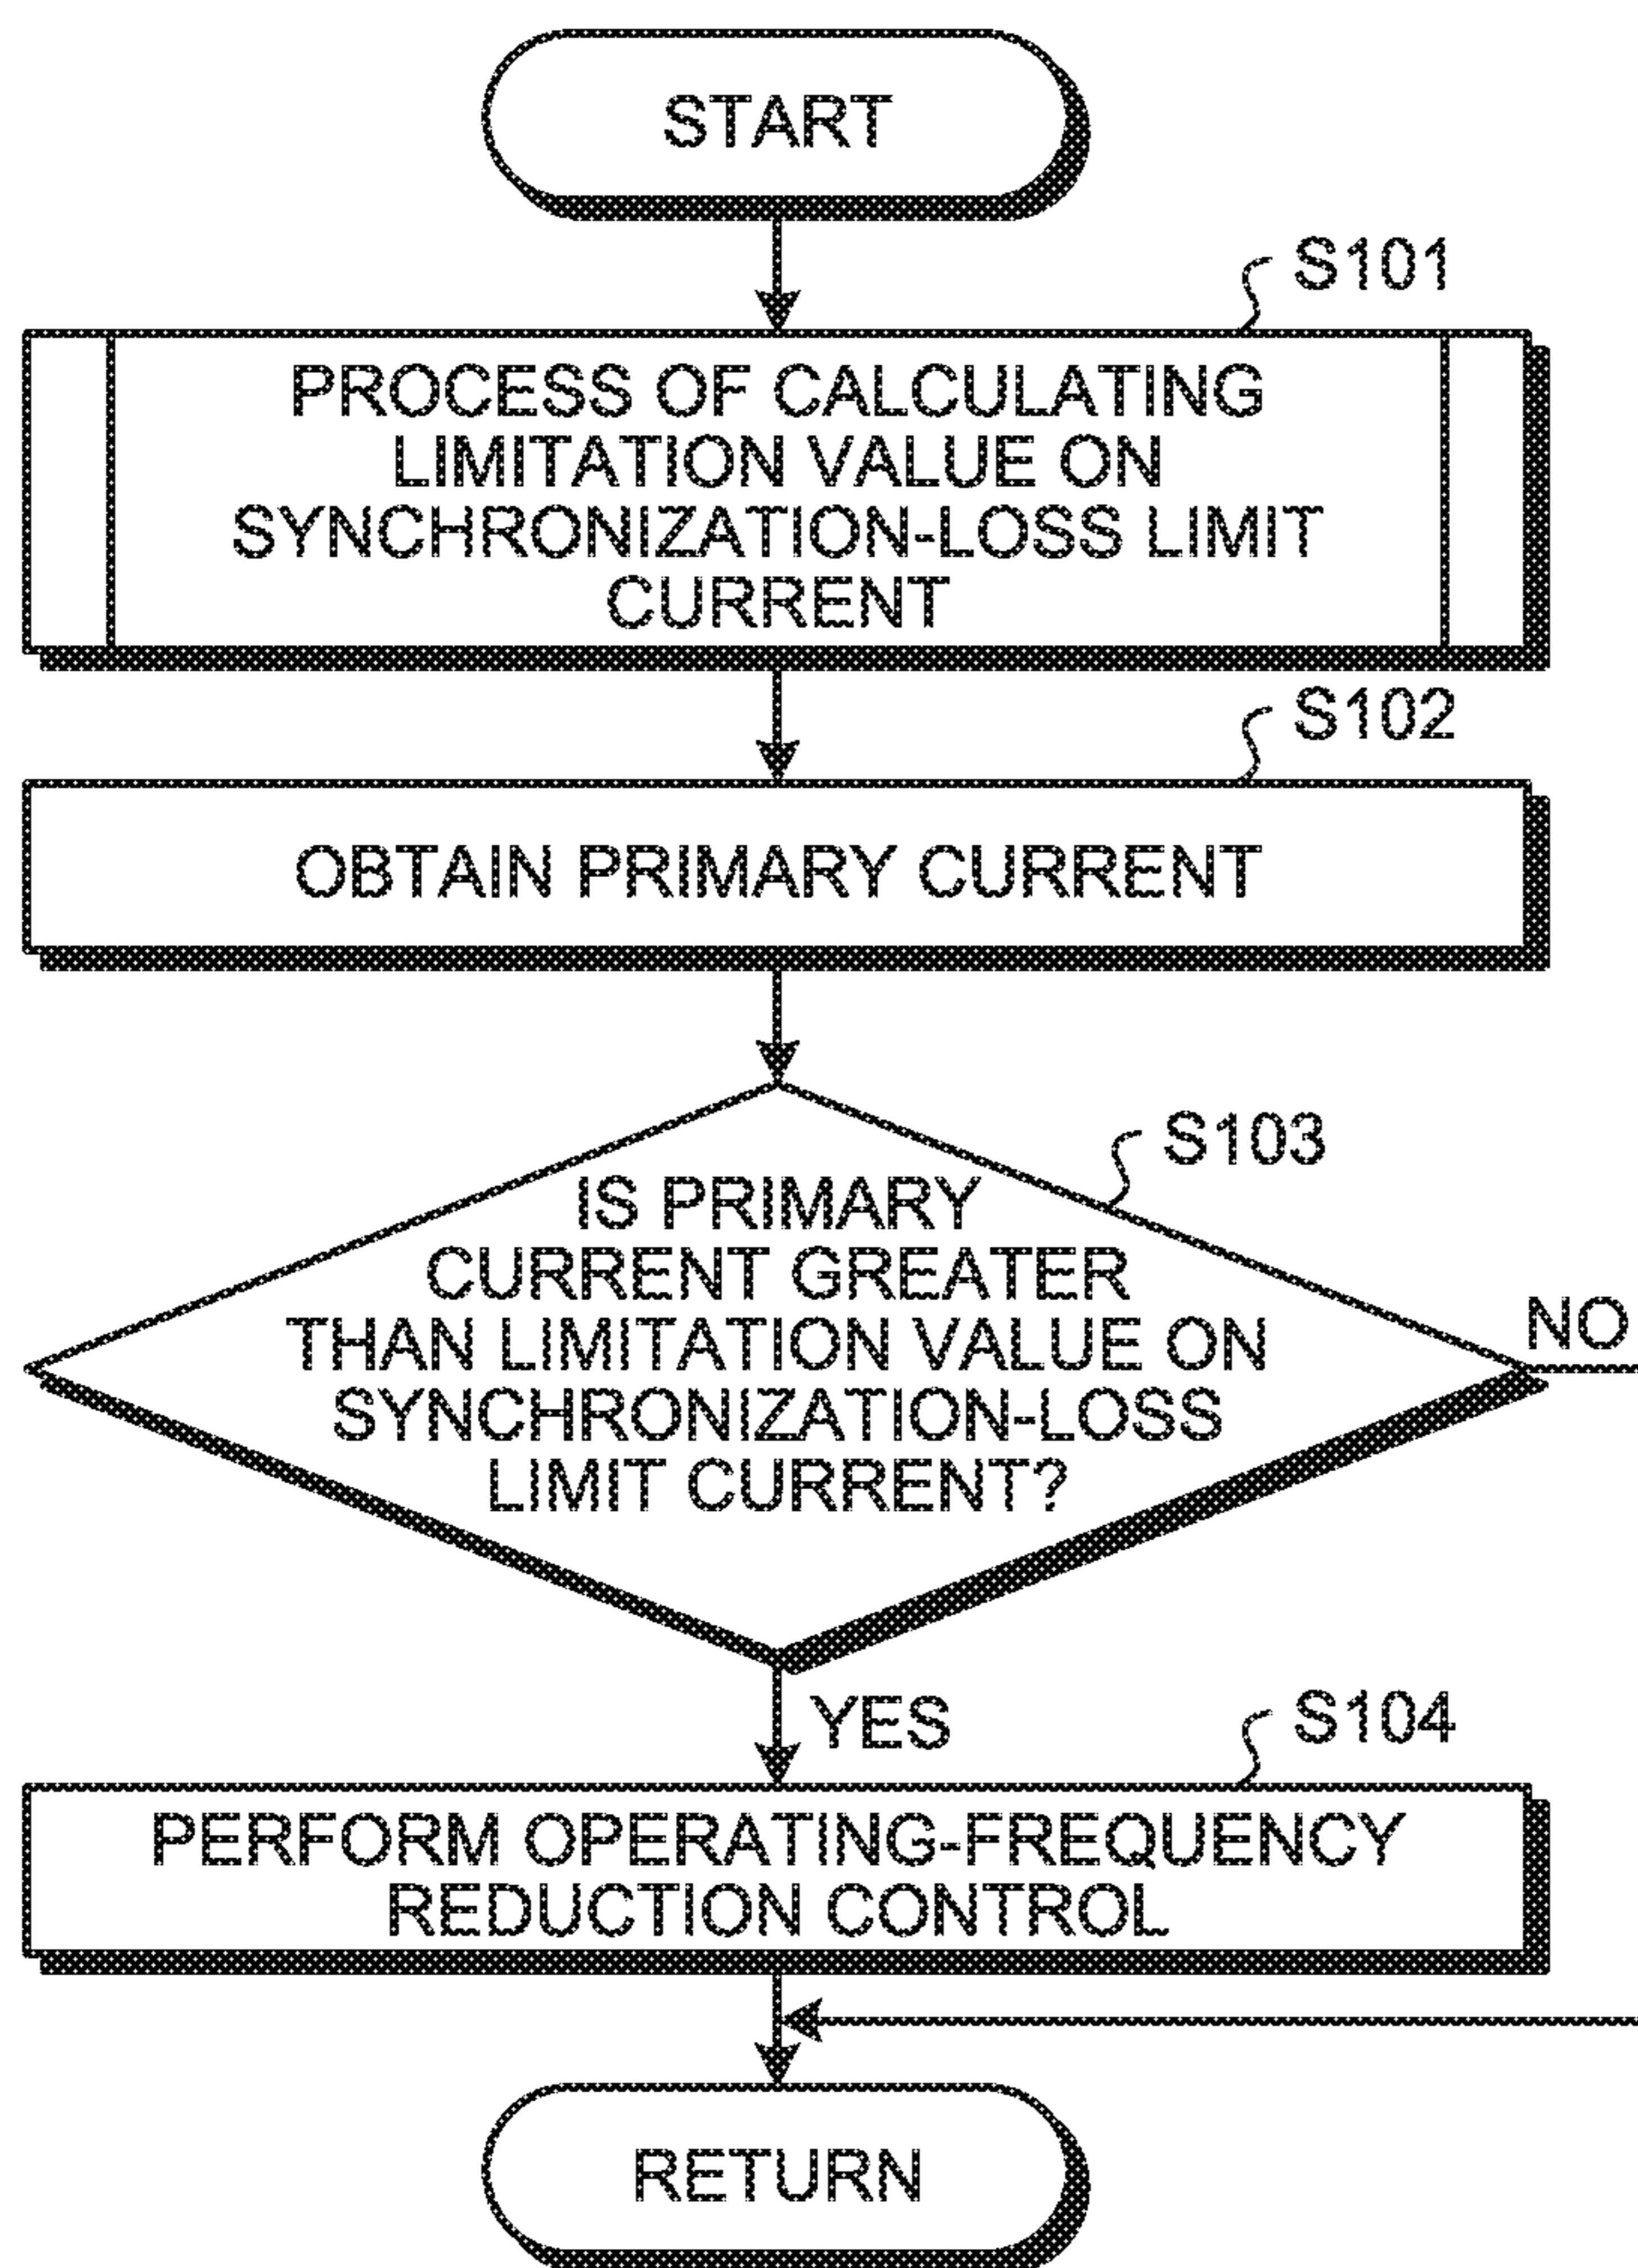 START
S101
PROCESS OF CALCULATING
LIMITATION VALUE ON
SYNCHRONIZATION-LOSS LIMIT
CURRENT
S102
OBTAIN PRIMARY CURRENT
S103
IS PRIMARY
CURRENT GREATER
THAN LIMITATION VALUE ON
SYNCHRONIZATION-LOSS
LIMIT CURRENT?
NO
YES
S104
PERFORM OPERATING-FREQUENCY
REDUCTION CONTROL
RETURN